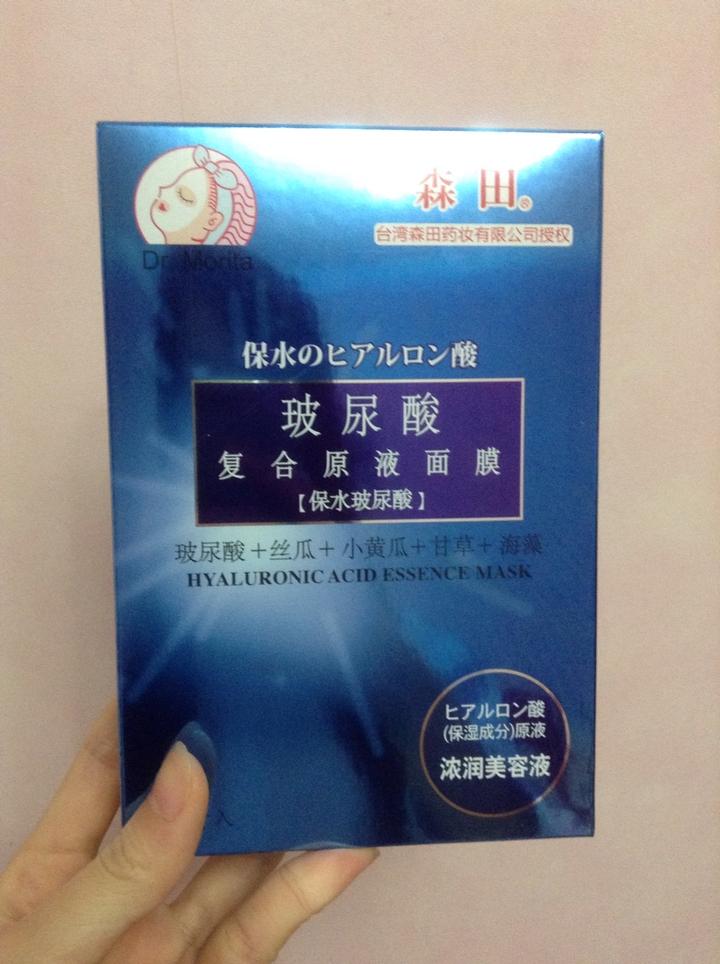 森田®
台湾森田药妆有限公司授权
Dr. Morita
保水のヒアルロン酸
玻尿酸
复合原液面膜
【保水玻尿酸】
玻尿酸+丝瓜+小黄瓜+甘草+海藻
HYALURONIC ACID ESSENCE MASK
ヒアルロン酸
(保湿成分)原液
浓润美容液
入